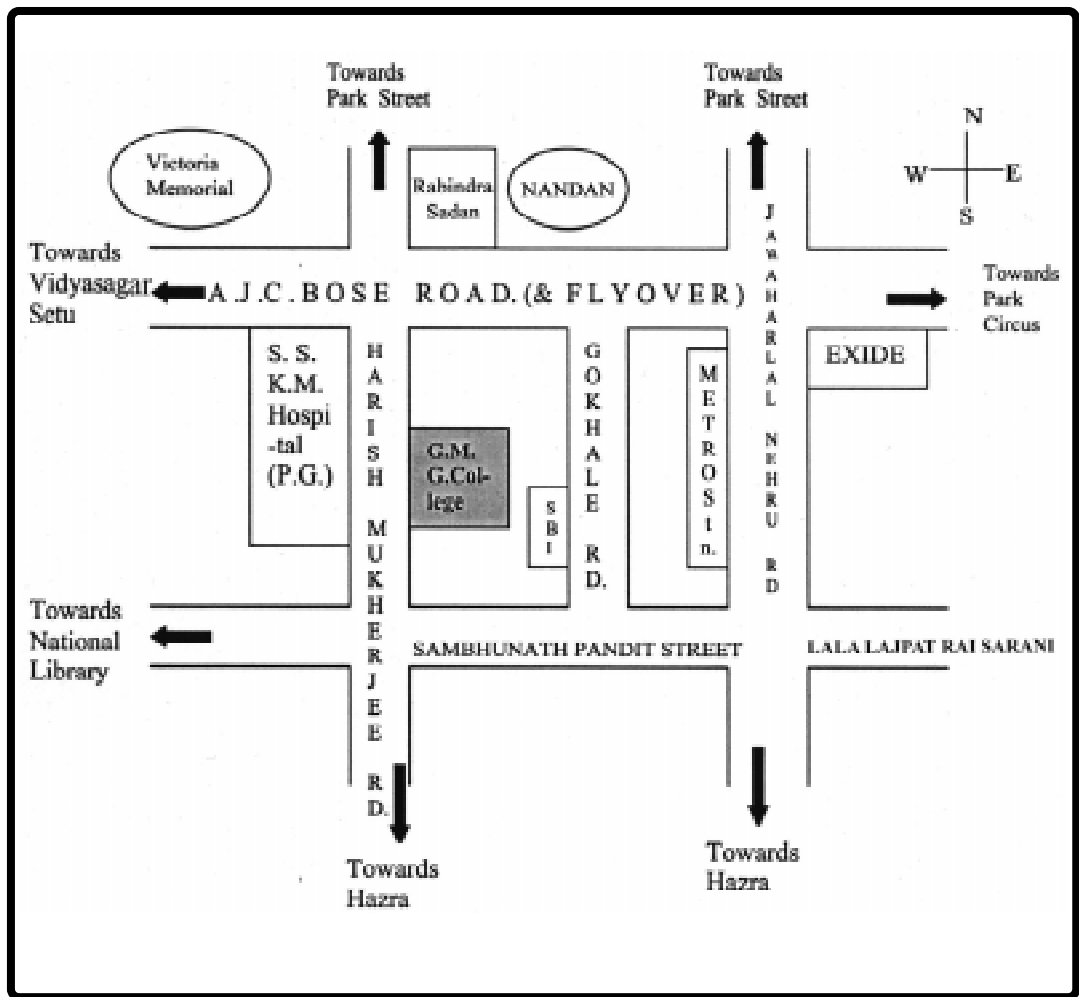 Towards
Park Street
Towards
Park Street
N
W
E
S
Victoria
Memorial
Rabindra
Sadan
NANDAN
Towards
Vidyasagar
Setu
A.J.C. BOSE ROAD. (& FLYOVER)
Towards
Park
Circus
JAWAHARLAL NEHRU RD
S. S.
K.M.
Hospi
-tal
(P.G.)
HARISH MUKHERJEE RD.
G.M.
G.Col-
lege
SBI
GOKHALE RD.
METRO Stn.
EXIDE
Towards
National
Library
SAMBHUNATH PANDIT STREET
LALA LAJPAT RAI SARANI
Towards
Hazra
Towards
Hazra